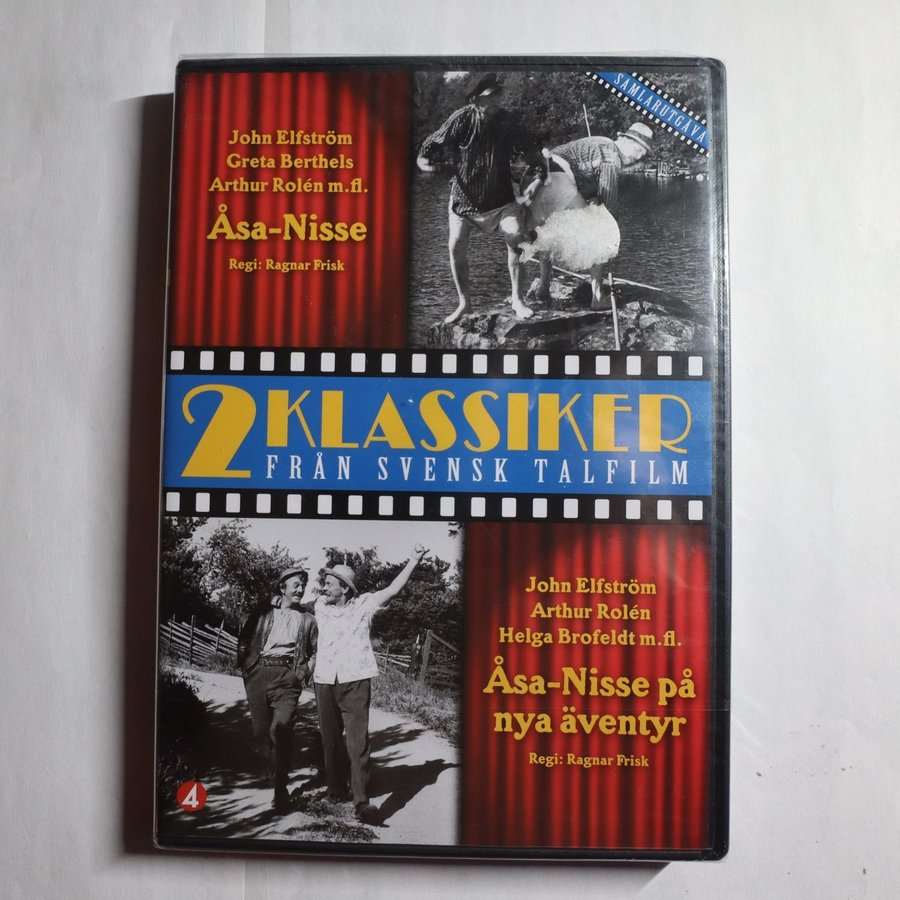 John Elfström
Greta Berthels
Arthur Rolén m.fl.
Åsa-Nisse
Regi: Ragnar Frisk
SAMLARUTGÅVA
2 KLASSIKER
FRÅN SVENSK TALFILM
John Elfström
Arthur Rolén
Helga Brofeldt m.fl.
Åsa-Nisse på
nya äventyr
Regi: Ragnar Frisk
4